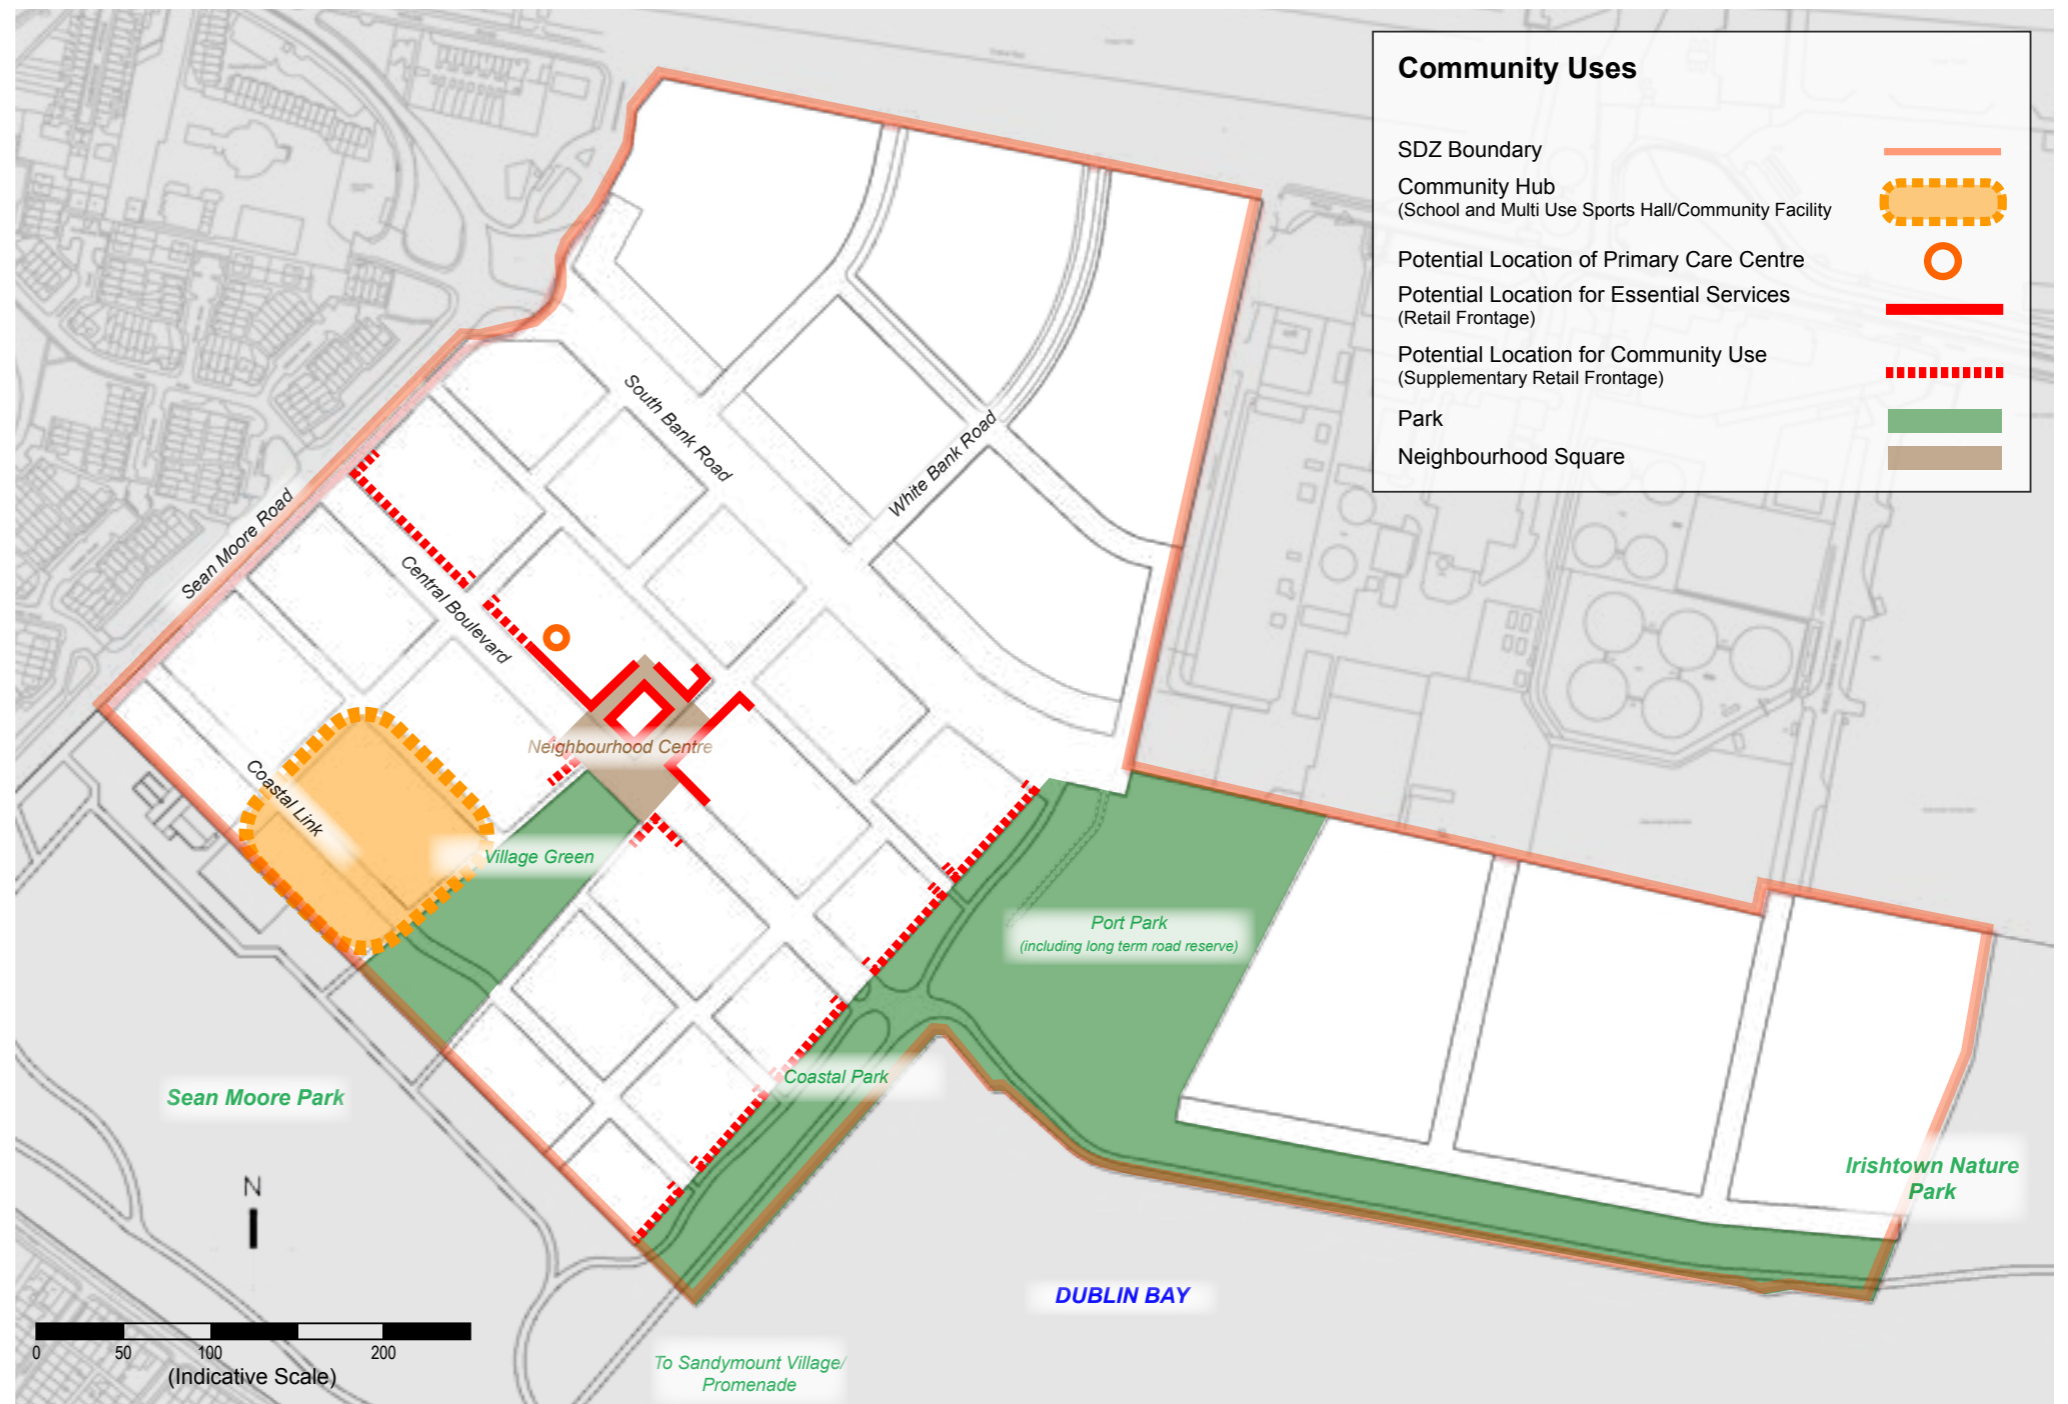 Community Uses
SDZ Boundary
Community Hub
(School and Multi Use Sports Hall/Community Facility
Potential Location of Primary Care Centre
Potential Location for Essential Services
(Retail Frontage)
Potential Location for Community Use
(Supplementary Retail Frontage)
Park
Neighbourhood Square
South Bank Road
White Bank Road
Sean Moore Road
Central Boulevard
Neighbourhood Centre
Coastal Link
Village Green
Port Park
(including long term road reserve)
Coastal Park
Sean Moore Park
Irishtown Nature
Park
N
DUBLIN BAY
0 50 100 200
(Indicative Scale)
To Sandymount Village/
Promenade